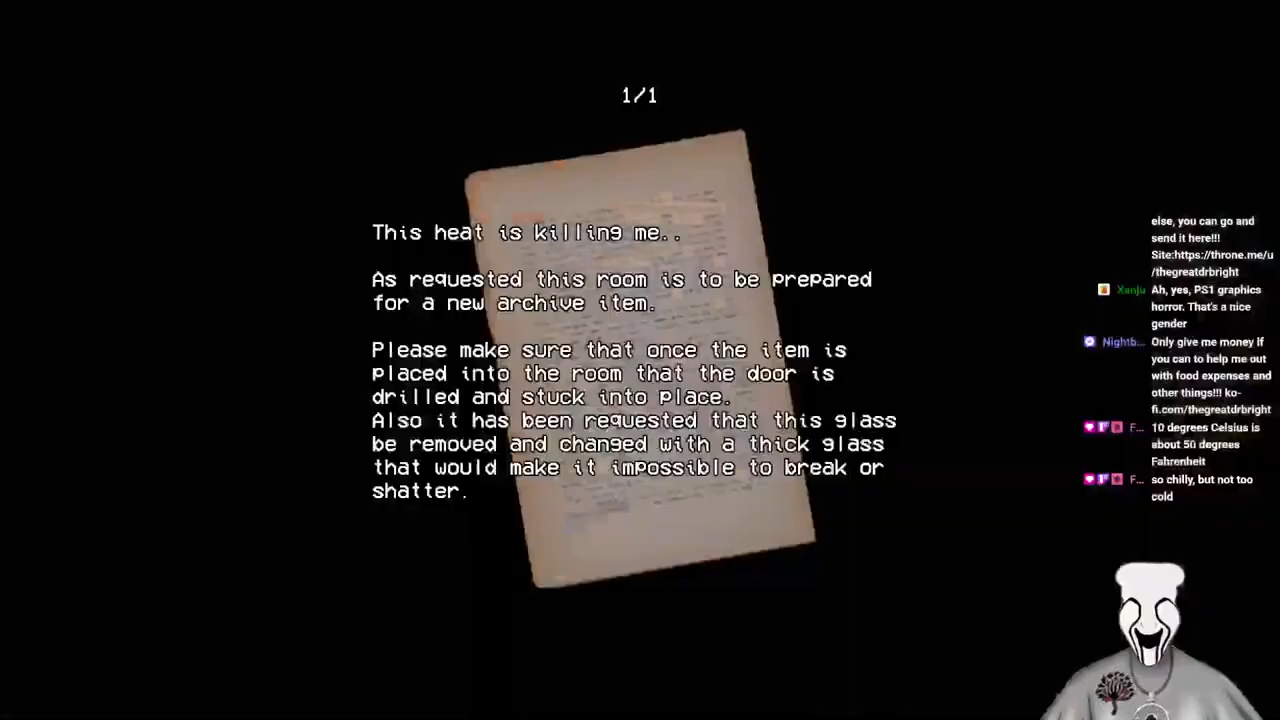 1/1
This heat is killing me..
As requested this room is to be prepared
for a new archive item.
Please make sure that once the item is
placed into the room that the door is
drilled and stuck into place.
Also it has been requested that this glass
be removed and changed with a thick glass
that would make it impossible to break or
shatter.
else, you can go and
send it here!!!
Site:https://throne.me/u
/thegreatdrbright
Xanju Ah, yes, PS1 graphics
horror. That's a nice
gender
Nightb... Only give me money if
you can to help me out
with food expenses and
other things!!! ko-
fi.com/thegreatdrbright
F... 10 degrees Celsius is
about 50 degrees
Fahrenheit
F... so chilly, but not too
cold